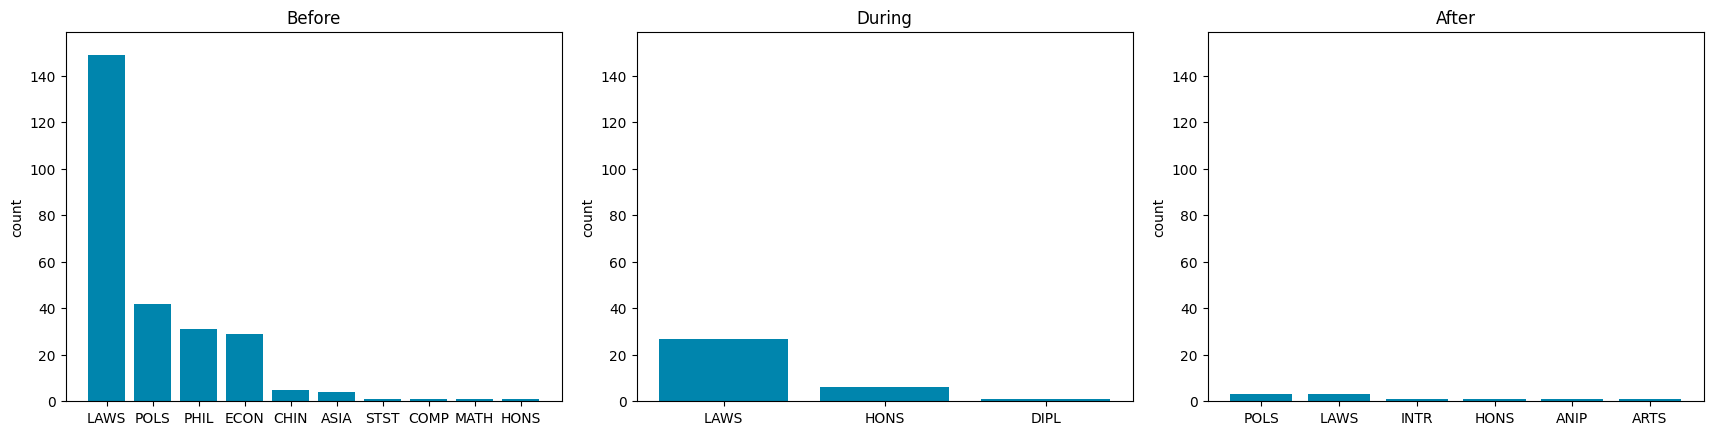 Before
count
140
120
100
80
60
40
20
0
LAWS POLS PHIL ECON CHIN ASIA STST COMP MATH HONS
During
count
140
120
100
80
60
40
20
0
LAWS HONS DIPL
After
count
140
120
100
80
60
40
20
0
POLS LAWS INTR HONS ANIP ARTS